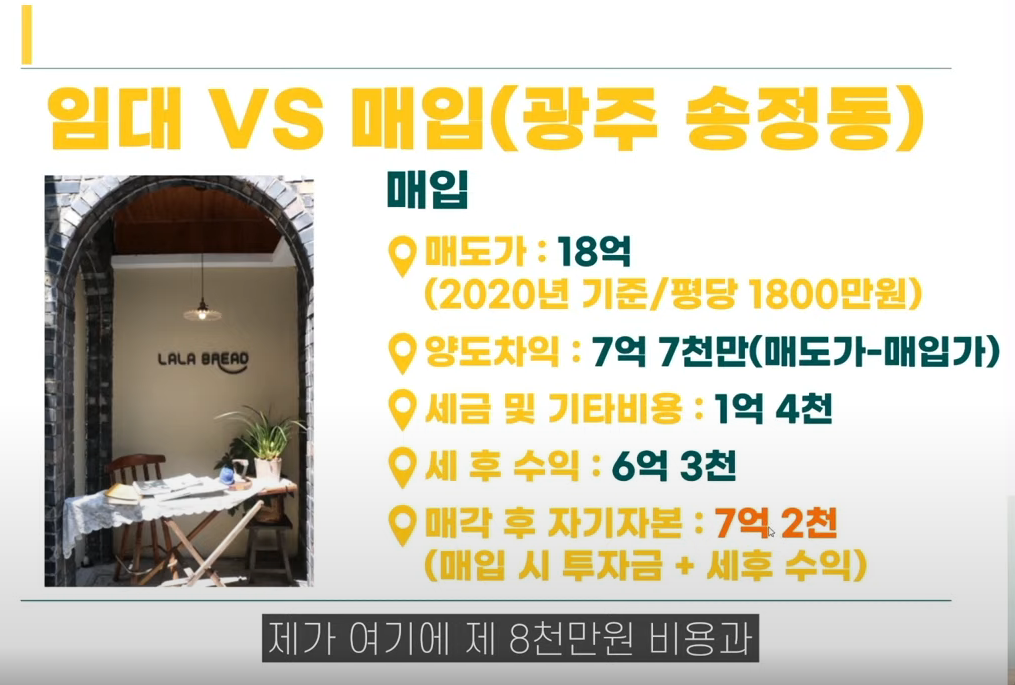 임대 VS 매입(광주 송정동)
매입
매도가 : 18억
(2020년 기준/평당 1800만원)
양도차익 : 7억 7천만(매도가-매입가)
세금 및 기타비용 : 1억 4천
세 후 수익 : 6억 3천
매각 후 자기자본 : 7억 2천
(매입 시 투자금 + 세후 수익)
LALA BREAD
제가 여기에 제 8천만원 비용과